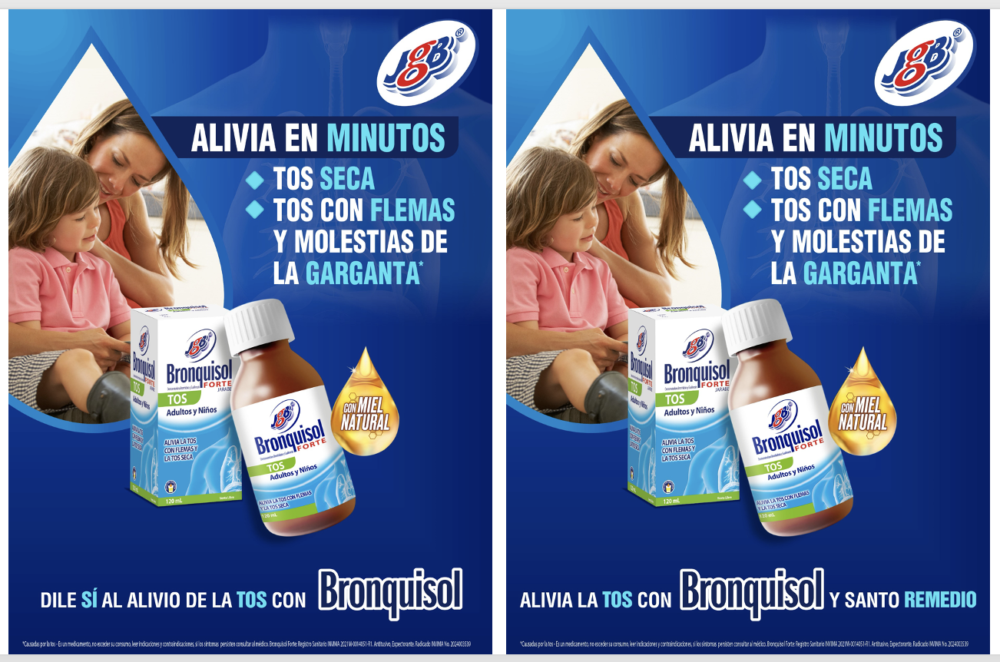 JGB®
ALIVIA EN MINUTOS
TOS SECA
TOS CON FLEMAS
Y MOLESTIAS DE
LA GARGANTA*
JGB®
Bronquisol
FORTE
TOS
JGB®
Bronquisol
FORTE
JARABE
TOS
Adultos y Niños
ALIVIA LA TOS
CON FLEMAS Y
LA TOS SECA
120 mL
Venta Libre
JGB®
Bronquisol
FORTE
TOS
Adultos y Niños
ALIVIA LA TOS CON FLEMAS
Y LA TOS SECA
120 mL
CON MIEL
NATURAL
DILE SÍ AL ALIVIO DE LA TOS CON Bronquisol
*Causadas por la tos - Es un medicamento, no exceder su consumo, leer indicaciones y contraindicaciones, si los síntomas persisten consultar al médico. Bronquisol Forte: Registro Sanitario INVIMA 2021M-0014051-R1. Antitusivo, Expectorante. Radicado INVIMA No. 2024003539
JGB®
ALIVIA EN MINUTOS
TOS SECA
TOS CON FLEMAS
Y MOLESTIAS DE
LA GARGANTA*
JGB®
Bronquisol
FORTE
TOS
JGB®
Bronquisol
FORTE
JARABE
TOS
Adultos y Niños
ALIVIA LA TOS
CON FLEMAS Y
LA TOS SECA
120 mL
Venta Libre
JGB®
Bronquisol
FORTE
TOS
Adultos y Niños
ALIVIA LA TOS CON FLEMAS
Y LA TOS SECA
120 mL
CON MIEL
NATURAL
ALIVIA LA TOS CON Bronquisol Y SANTO REMEDIO
*Causadas por la tos - Es un medicamento, no exceder su consumo, leer indicaciones y contraindicaciones, si los síntomas persisten consultar al médico. Bronquisol Forte: Registro Sanitario INVIMA 2021M-0014051-R1. Antitusivo, Expectorante. Radicado INVIMA No. 2024003539